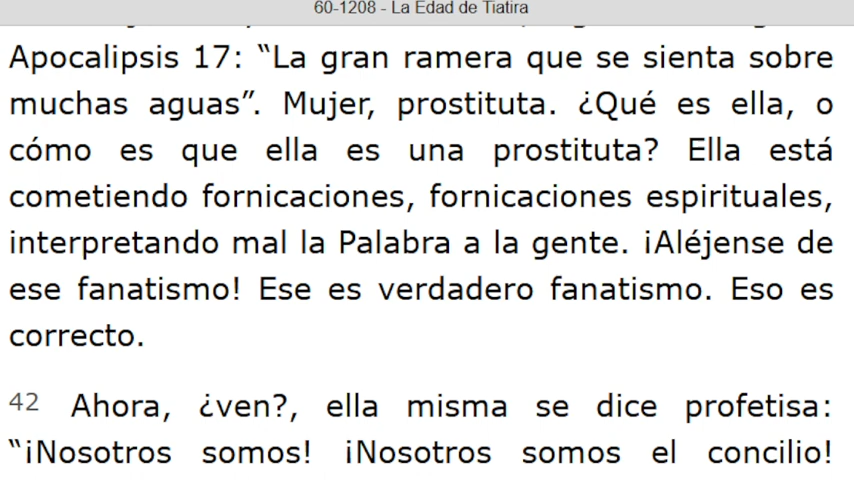 60-1208 - La Edad de Tiatira
Apocalipsis 17: “La gran ramera que se sienta sobre
muchas aguas”. Mujer, prostituta. ¿Qué es ella, o
cómo es que ella es una prostituta? Ella está
cometiendo fornicaciones, fornicaciones espirituales,
interpretando mal la Palabra a la gente. ¡Aléjense de
ese fanatismo! Ese es verdadero fanatismo. Eso es
correcto.
42 Ahora, ¿ven?, ella misma se dice profetisa:
“¡Nosotros somos! ¡Nosotros somos el concilio!